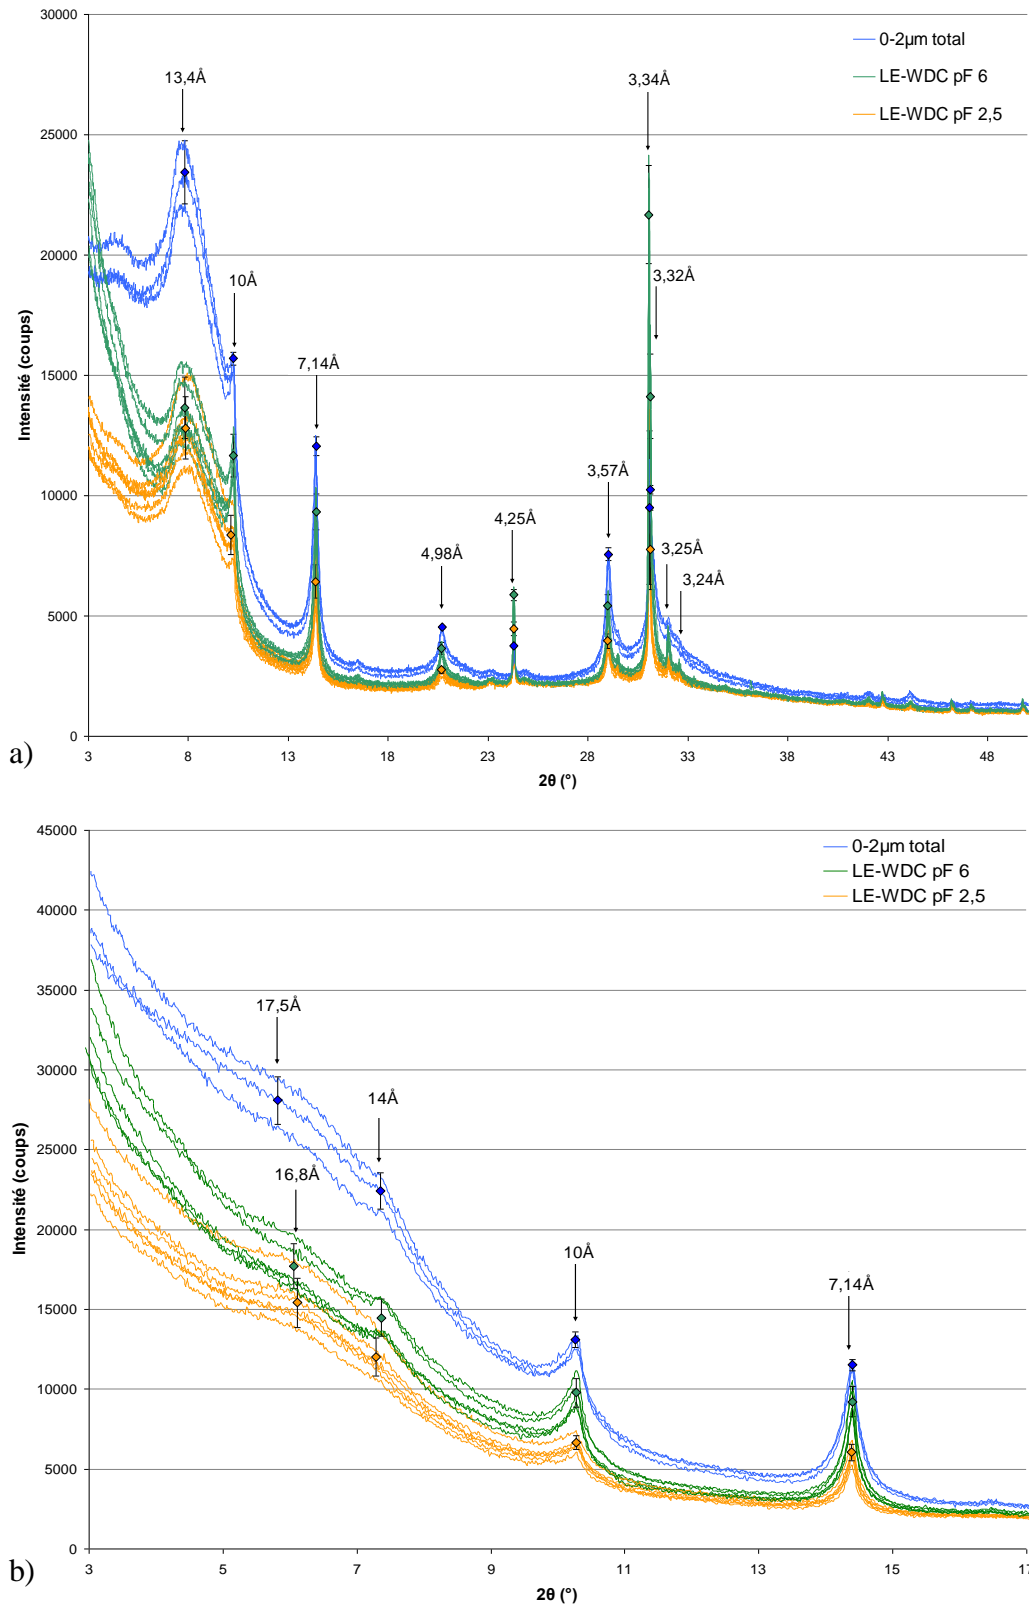 30000
25000
20000
15000
10000
5000
0
Intensité (coups)
0-2µm total
LE-WDC pF 6
LE-WDC pF 2,5
13,4Å
10Å
7,14Å
4,98Å
4,25Å
3,57Å
3,34Å
3,32Å
3,25Å
3,24Å
3 8 13 18 23 28 33 38 43 48
2θ (°)
a)
45000
40000
35000
30000
25000
20000
15000
10000
5000
0
Intensité (coups)
0-2µm total
LE-WDC pF 6
LE-WDC pF 2,5
17,5Å
14Å
16,8Å
10Å
7,14Å
3 5 7 9 11 13 15 17
2θ (°)
b)